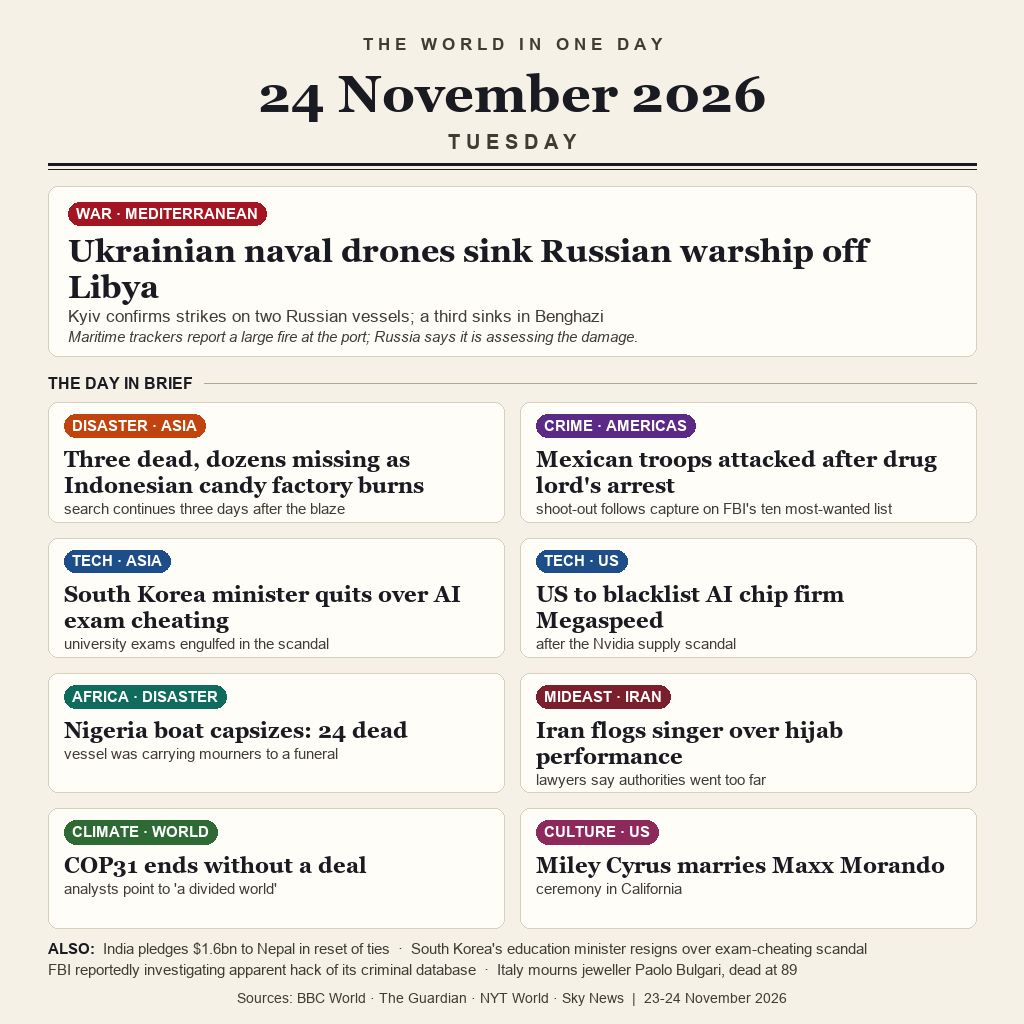 THE WORLD IN ONE DAY
24 November 2026
TUESDAY
WAR · MEDITERRANEAN
Ukrainian naval drones sink Russian warship off
Libya
Kyiv confirms strikes on two Russian vessels; a third sinks in Benghazi
Maritime trackers report a large fire at the port; Russia says it is assessing the damage.
THE DAY IN BRIEF
DISASTER · ASIA
Three dead, dozens missing as
Indonesian candy factory burns
search continues three days after the blaze
CRIME · AMERICAS
Mexican troops attacked after drug
lord's arrest
shoot-out follows capture on FBI's ten most-wanted list
TECH · ASIA
South Korea minister quits over AI
exam cheating
university exams engulfed in the scandal
TECH · US
US to blacklist AI chip firm
Megaspeed
after the Nvidia supply scandal
AFRICA · DISASTER
Nigeria boat capsizes: 24 dead
vessel was carrying mourners to a funeral
MIDEAST · IRAN
Iran flogs singer over hijab
performance
lawyers say authorities went too far
CLIMATE · WORLD
COP31 ends without a deal
analysts point to 'a divided world'
CULTURE · US
Miley Cyrus marries Maxx Morando
ceremony in California
ALSO: India pledges $1.6bn to Nepal in reset of ties · South Korea's education minister resigns over exam-cheating scandal
FBI reportedly investigating apparent hack of its criminal database · Italy mourns jeweller Paolo Bulgari, dead at 89
Sources: BBC World · The Guardian · NYT World · Sky News | 23-24 November 2026